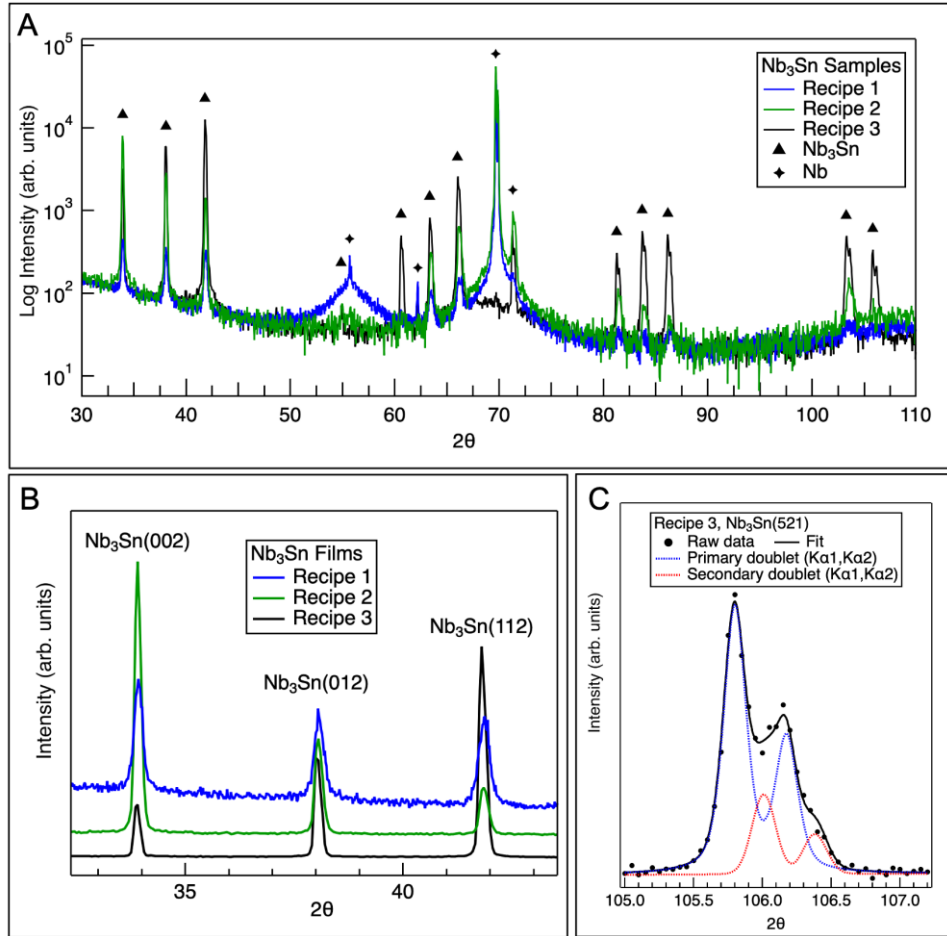 A
Log Intensity (arb. units)
10^5
10^4
10^3
10^2
10^1
30 40 50 60 70 80 90 100 110
2θ
Nb₃Sn Samples
Recipe 1
Recipe 2
Recipe 3
Nb₃Sn
Nb
B
Intensity (arb. units)
Nb₃Sn(002)
Nb₃Sn(012)
Nb₃Sn(112)
Nb₃Sn Films
Recipe 1
Recipe 2
Recipe 3
35 40
2θ
C
Intensity (arb. units)
Recipe 3, Nb₃Sn(521)
Raw data Fit
Primary doublet (Kα1,Kα2)
Secondary doublet (Kα1,Kα2)
105.0 105.5 106.0 106.5 107.0
2θ